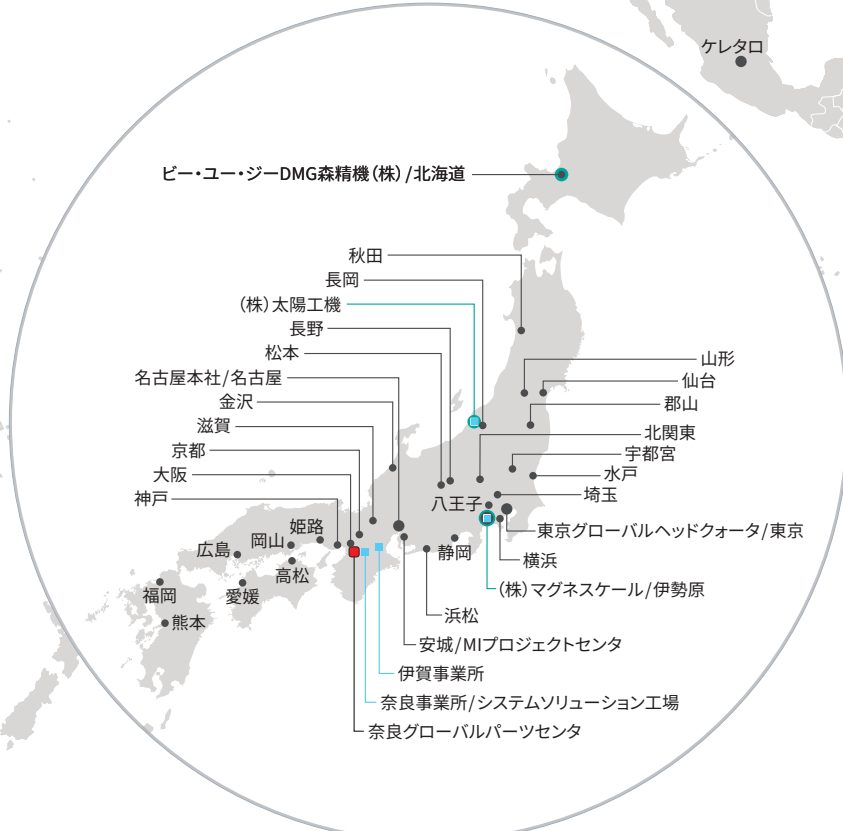 ケレタロ
ビー・ユー・ジーDMG森精機(株)/北海道
秋田
長岡
(株)太陽工機
長野
松本
名古屋本社/名古屋
金沢
滋賀
京都
大阪
神戸
山形
仙台
郡山
北関東
宇都宮
水戸
埼玉
八王子
東京グローバルヘッドクォータ/東京
横浜
(株)マグネスケール/伊勢原
静岡
浜松
姫路
岡山
広島
高松
愛媛
福岡
熊本
安城/MIプロジェクトセンタ
伊賀事業所
奈良事業所/システムソリューション工場
奈良グローバルパーツセンタ